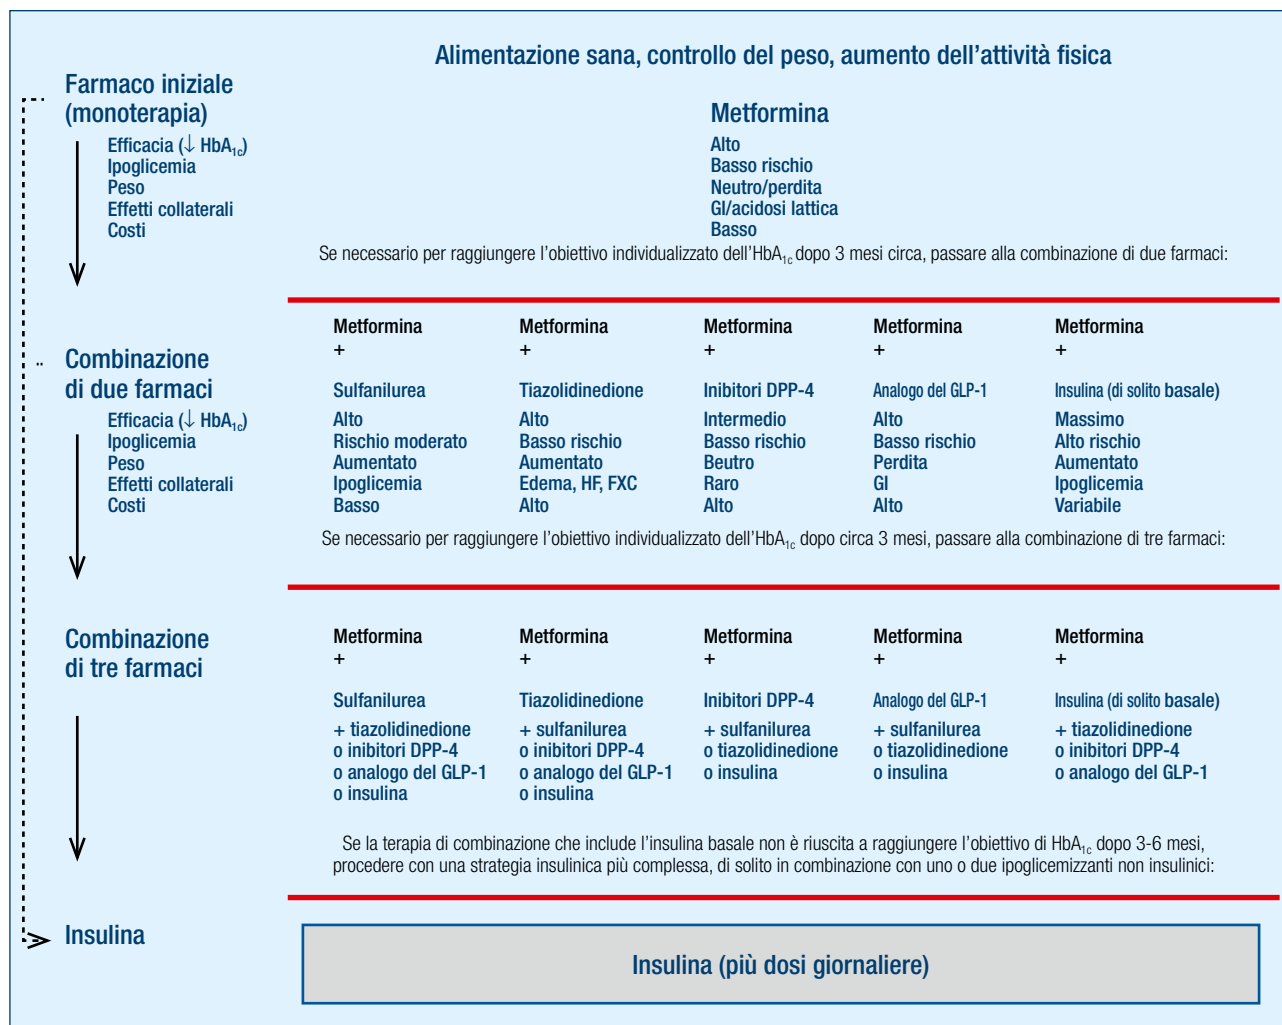 Alimentazione sana, controllo del peso, aumento dell'attività fisica
Farmaco iniziale
(monoterapia)
Efficacia (↓ HbA1c)
Ipoglicemia
Peso
Effetti collaterali
Costi
Metformina
Alto
Basso rischio
Neutro/perdita
GI/acidosi lattica
Basso
Se necessario per raggiungere l'obiettivo individualizzato dell'HbA1c dopo 3 mesi circa, passare alla combinazione di due farmaci:
Combinazione
di due farmaci
Efficacia (↓ HbA1c)
Ipoglicemia
Peso
Effetti collaterali
Costi
Metformina
+
Sulfanilurea
Alto
Rischio moderato
Aumentato
Ipoglicemia
Basso
Metformina
+
Tiazolidinedione
Alto
Basso rischio
Aumentato
Edema, HF, FXC
Alto
Metformina
+
Inibitori DPP-4
Intermedio
Basso rischio
Beutro
Raro
Alto
Metformina
+
Analogo del GLP-1
Alto
Basso rischio
Perdita
GI
Alto
Metformina
+
Insulina (di solito basale)
Massimo
Alto rischio
Aumentato
Ipoglicemia
Variabile
Se necessario per raggiungere l'obiettivo individualizzato dell'HbA1c dopo circa 3 mesi, passare alla combinazione di tre farmaci:
Combinazione
di tre farmaci
Metformina
+
Sulfanilurea
+ tiazolidinedione
o inibitori DPP-4
o analogo del GLP-1
o insulina
Metformina
+
Tiazolidinedione
+ sulfanilurea
o inibitori DPP-4
o analogo del GLP-1
o insulina
Metformina
+
Inibitori DPP-4
+ sulfanilurea
o tiazolidinedione
o insulina
Metformina
+
Analogo del GLP-1
+ sulfanilurea
o tiazolidinedione
o insulina
Metformina
+
Insulina (di solito basale)
+ tiazolidinedione
o inibitori DPP-4
o analogo del GLP-1
Se la terapia di combinazione che include l'insulina basale non è riuscita a raggiungere l'obiettivo di HbA1c dopo 3-6 mesi,
procedere con una strategia insulinica più complessa, di solito in combinazione con uno o due ipoglicemizzanti non insulinici:
Insulina
Insulina (più dosi giornaliere)